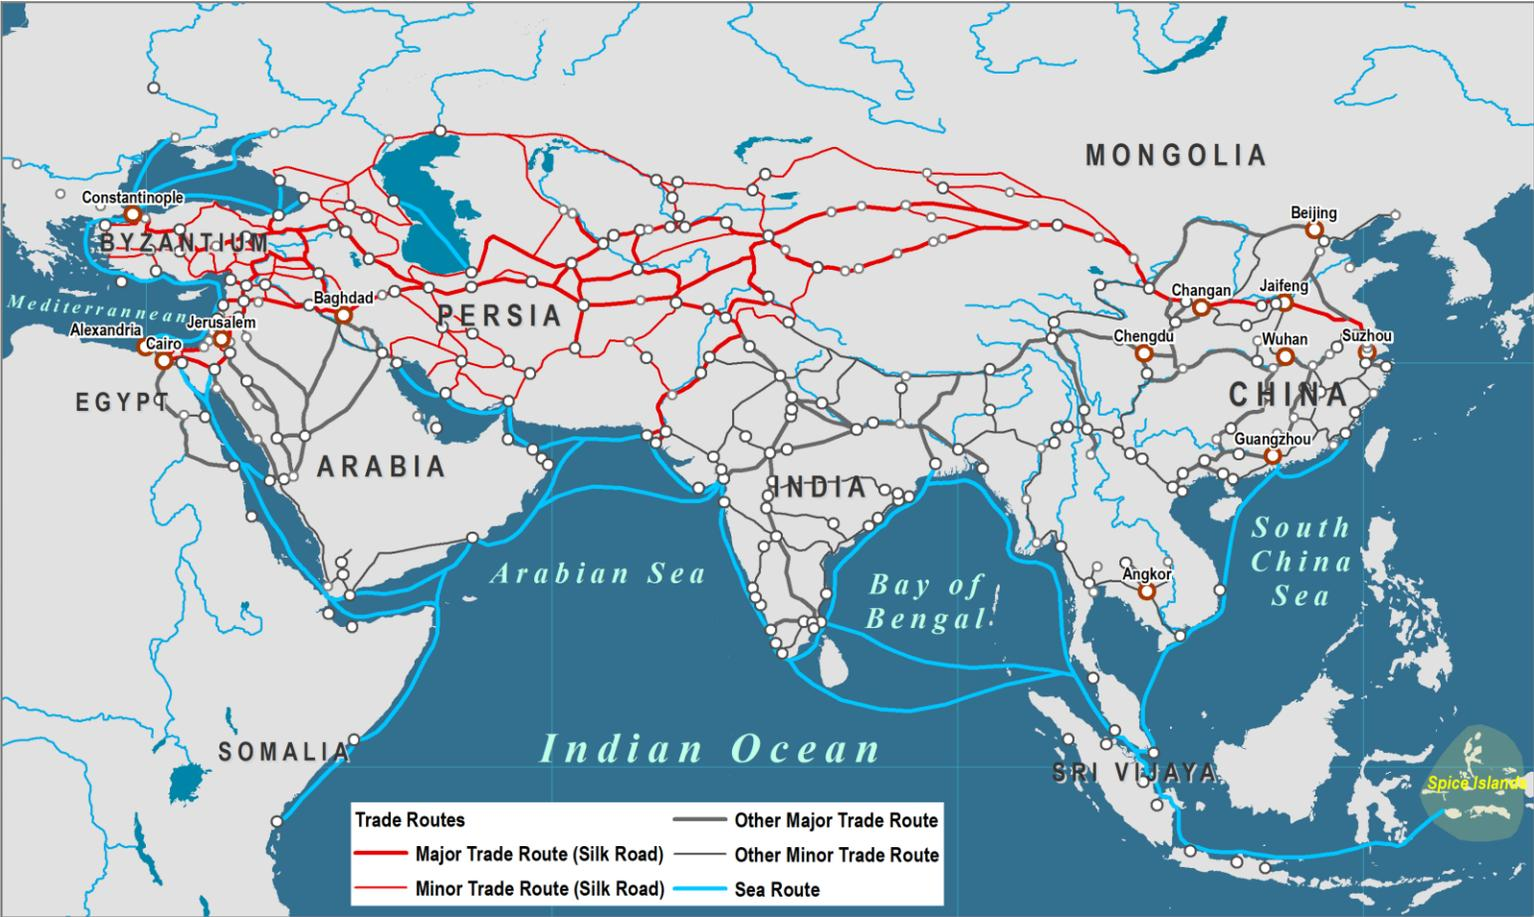 MONGOLIA
Constantinople
Beijing
BYZANTIUM
Mediterranean
Baghdad
Changan
Jaifeng
PERSIA
Alexandria
Jerusalem
Cairo
Chengdu
Wuhan
Suzhou
EGYPT
CHINA
Guangzhou
ARABIA
INDIA
South
China
Sea
Arabian Sea
Bay of
Bengal
Angkor
SOMALIA
Indian Ocean
SRI VIJAYA
Spice Islands
Trade Routes
Major Trade Route (Silk Road)
Minor Trade Route (Silk Road)
Other Major Trade Route
Other Minor Trade Route
Sea Route